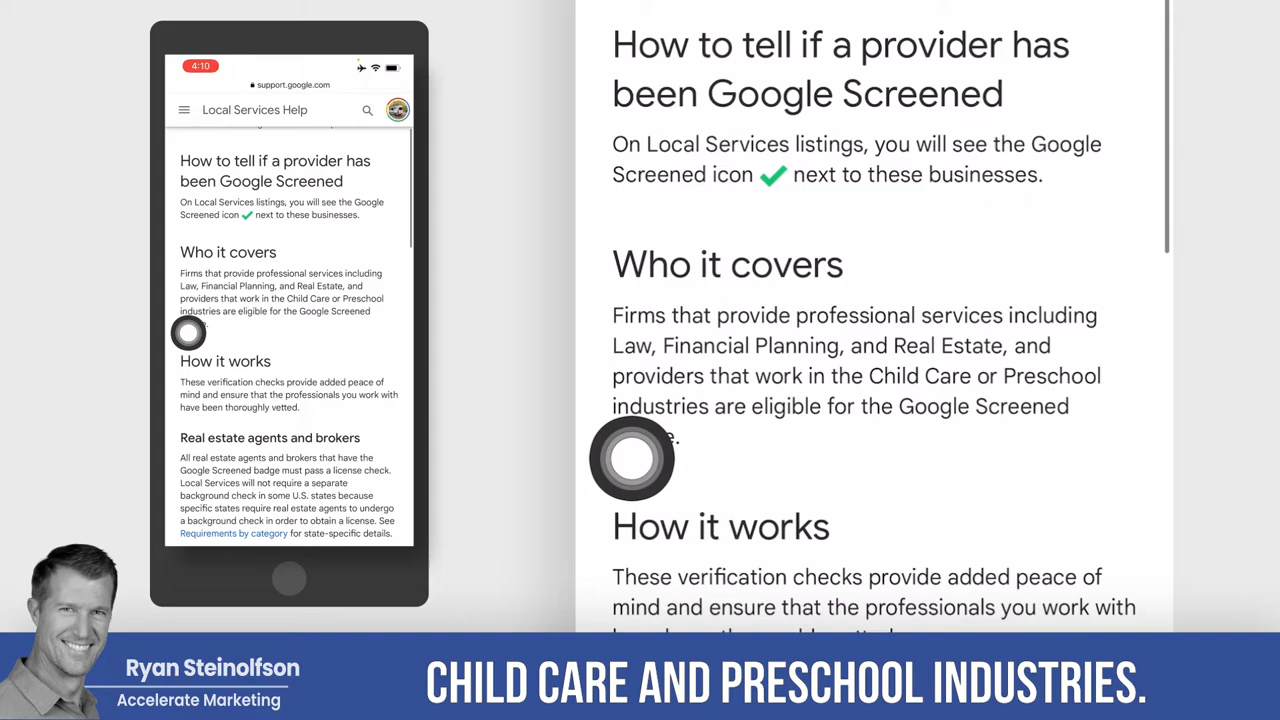 4:10
support.google.com
Local Services Help
How to tell if a provider has
been Google Screened
On Local Services listings, you will see the Google
Screened icon next to these businesses.
Who it covers
Firms that provide professional services including
Law, Financial Planning, and Real Estate, and
providers that work in the Child Care or Preschool
industries are eligible for the Google Screened
How it works
These verification checks provide added peace of
mind and ensure that the professionals you work with
have been thoroughly vetted.
Real estate agents and brokers
All real estate agents and brokers that have the
Google Screened badge must pass a license check.
Local Services will not require a separate
background check in some U.S. states because
specific states require real estate agents to undergo
a background check in order to obtain a license. See
Requirements by category for state-specific details.
How to tell if a provider has
been Google Screened
On Local Services listings, you will see the Google
Screened icon next to these businesses.
Who it covers
Firms that provide professional services including
Law, Financial Planning, and Real Estate, and
providers that work in the Child Care or Preschool
industries are eligible for the Google Screened
e.
How it works
These verification checks provide added peace of
mind and ensure that the professionals you work with
Ryan Steinolfson
Accelerate Marketing
CHILD CARE AND PRESCHOOL INDUSTRIES.